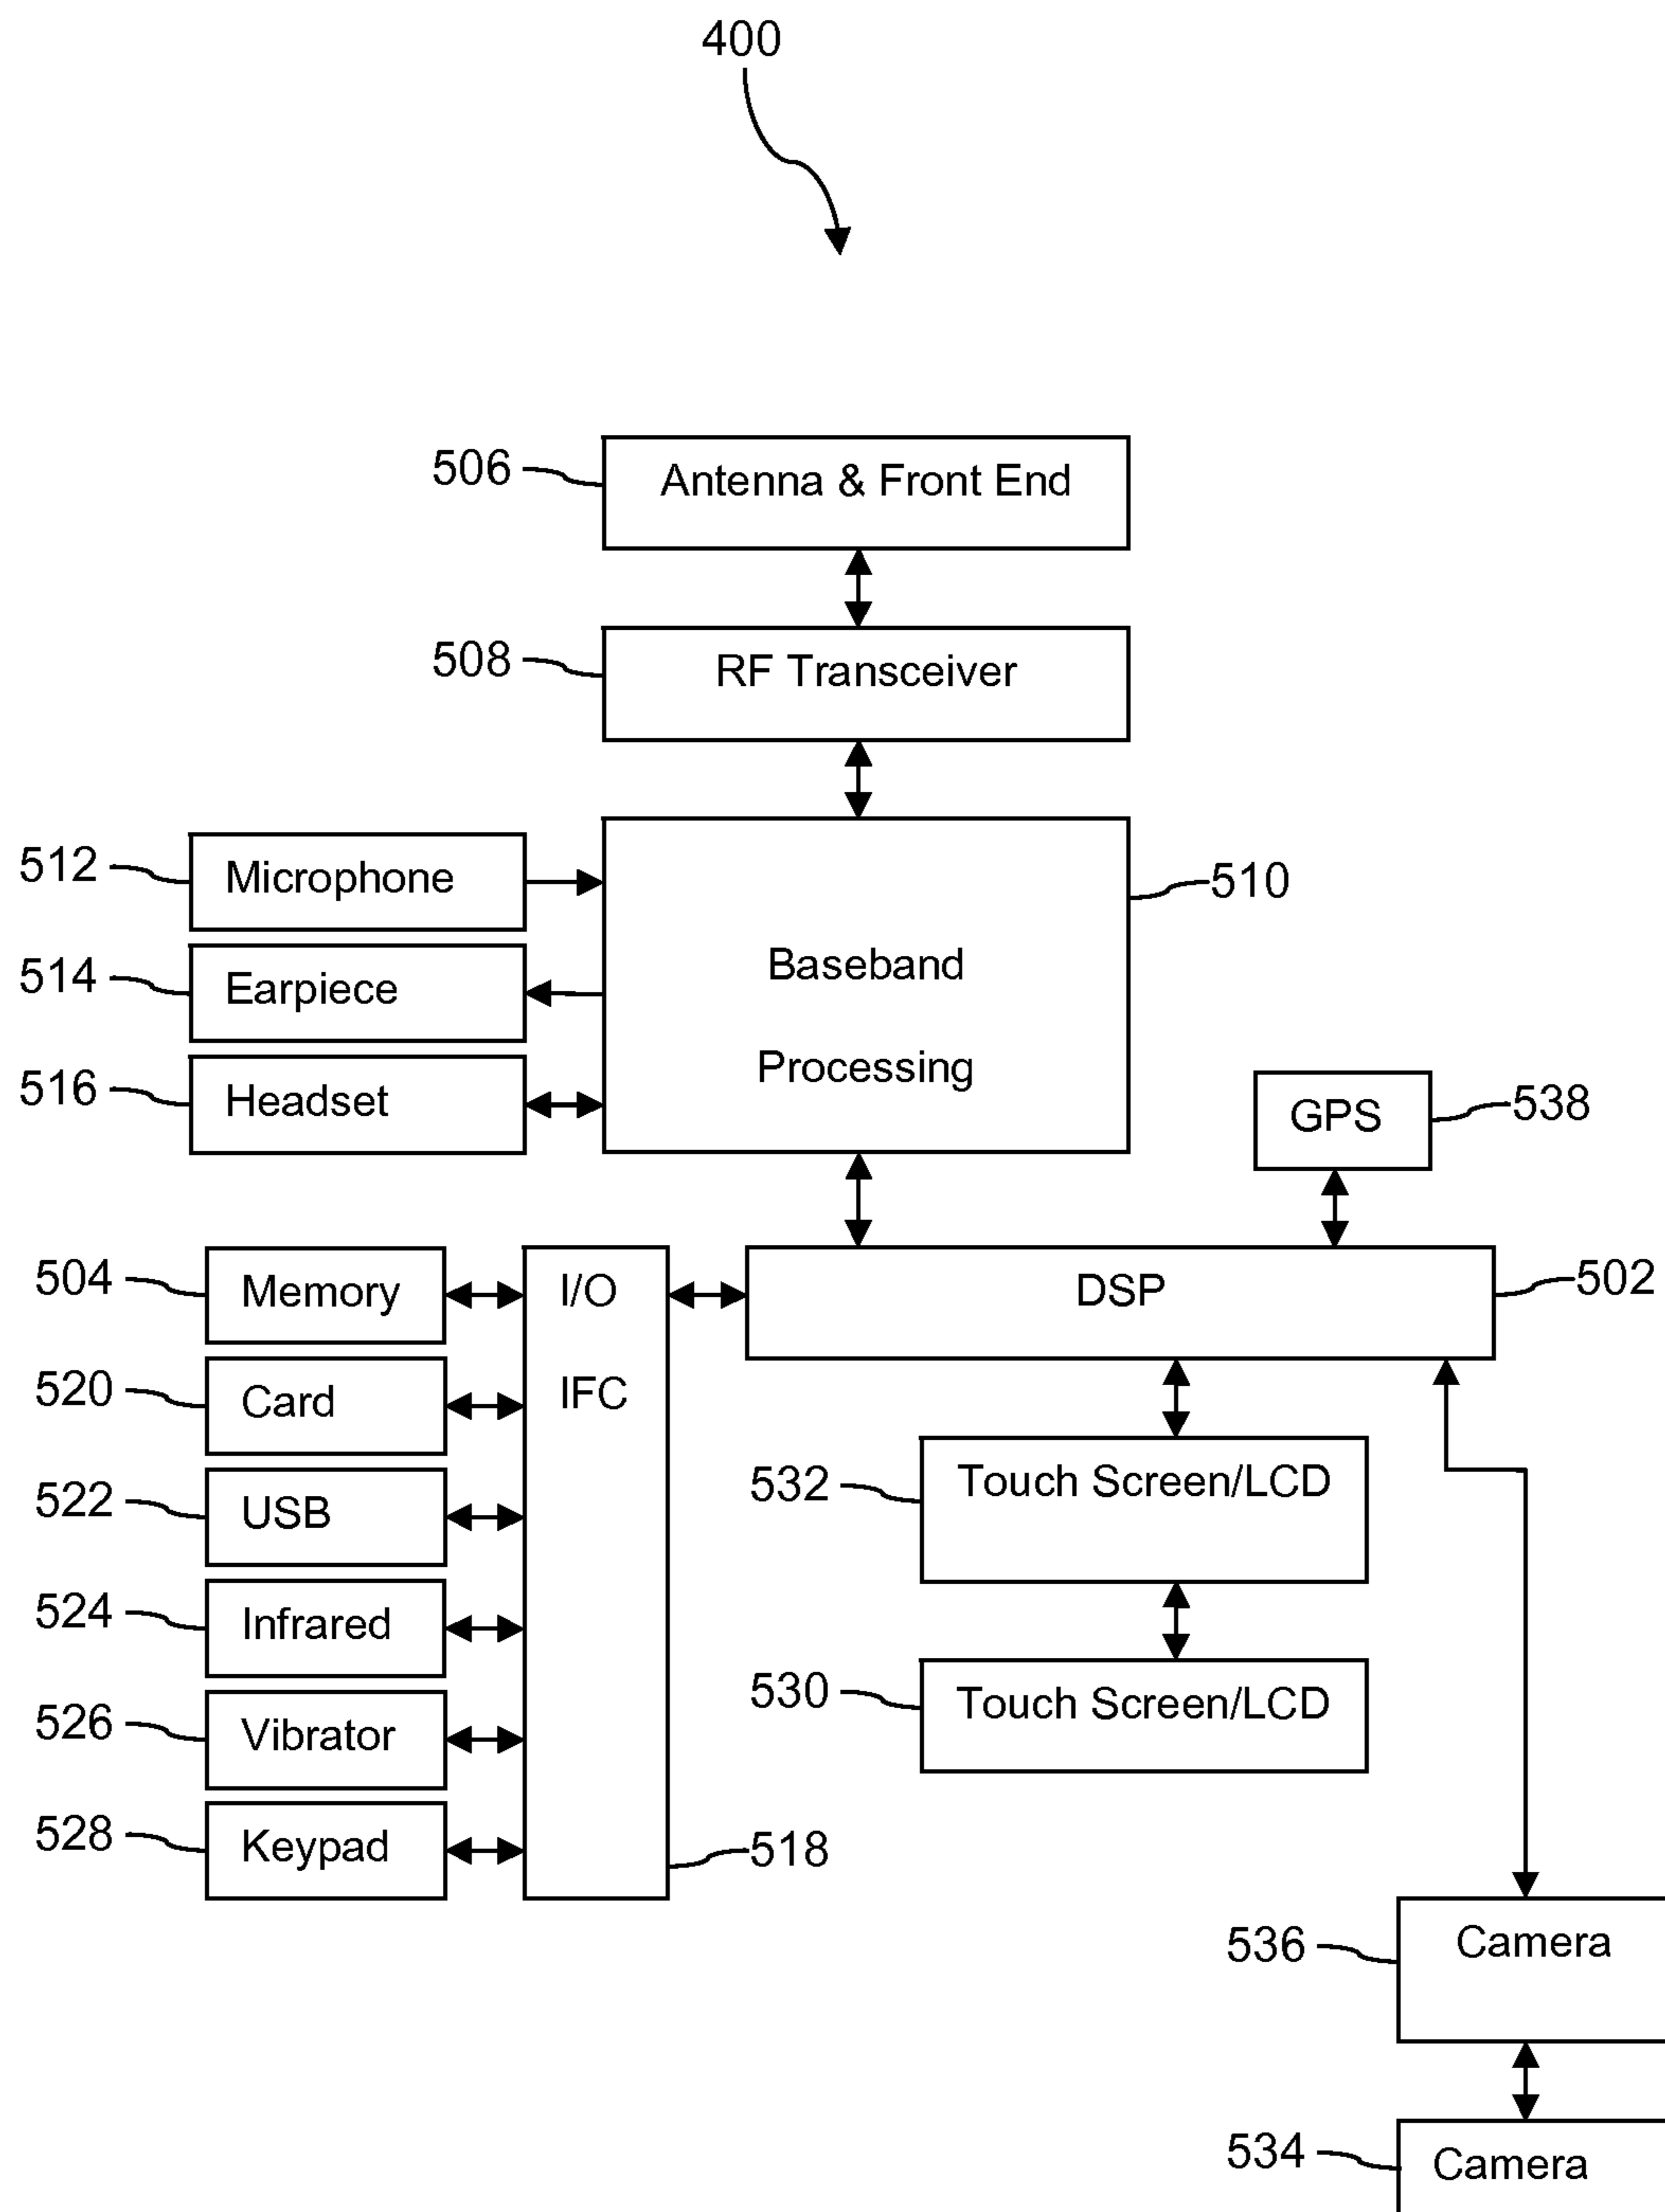 400
506
Antenna & Front End
508
RF Transceiver
512
Microphone
510
514
Earpiece
Baseband
Processing
516
Headset
GPS
538
504
Memory
I/O
IFC
DSP
502
520
Card
522
USB
532
Touch Screen/LCD
524
Infrared
530
Touch Screen/LCD
526
Vibrator
528
Keypad
518
536
Camera
534
Camera